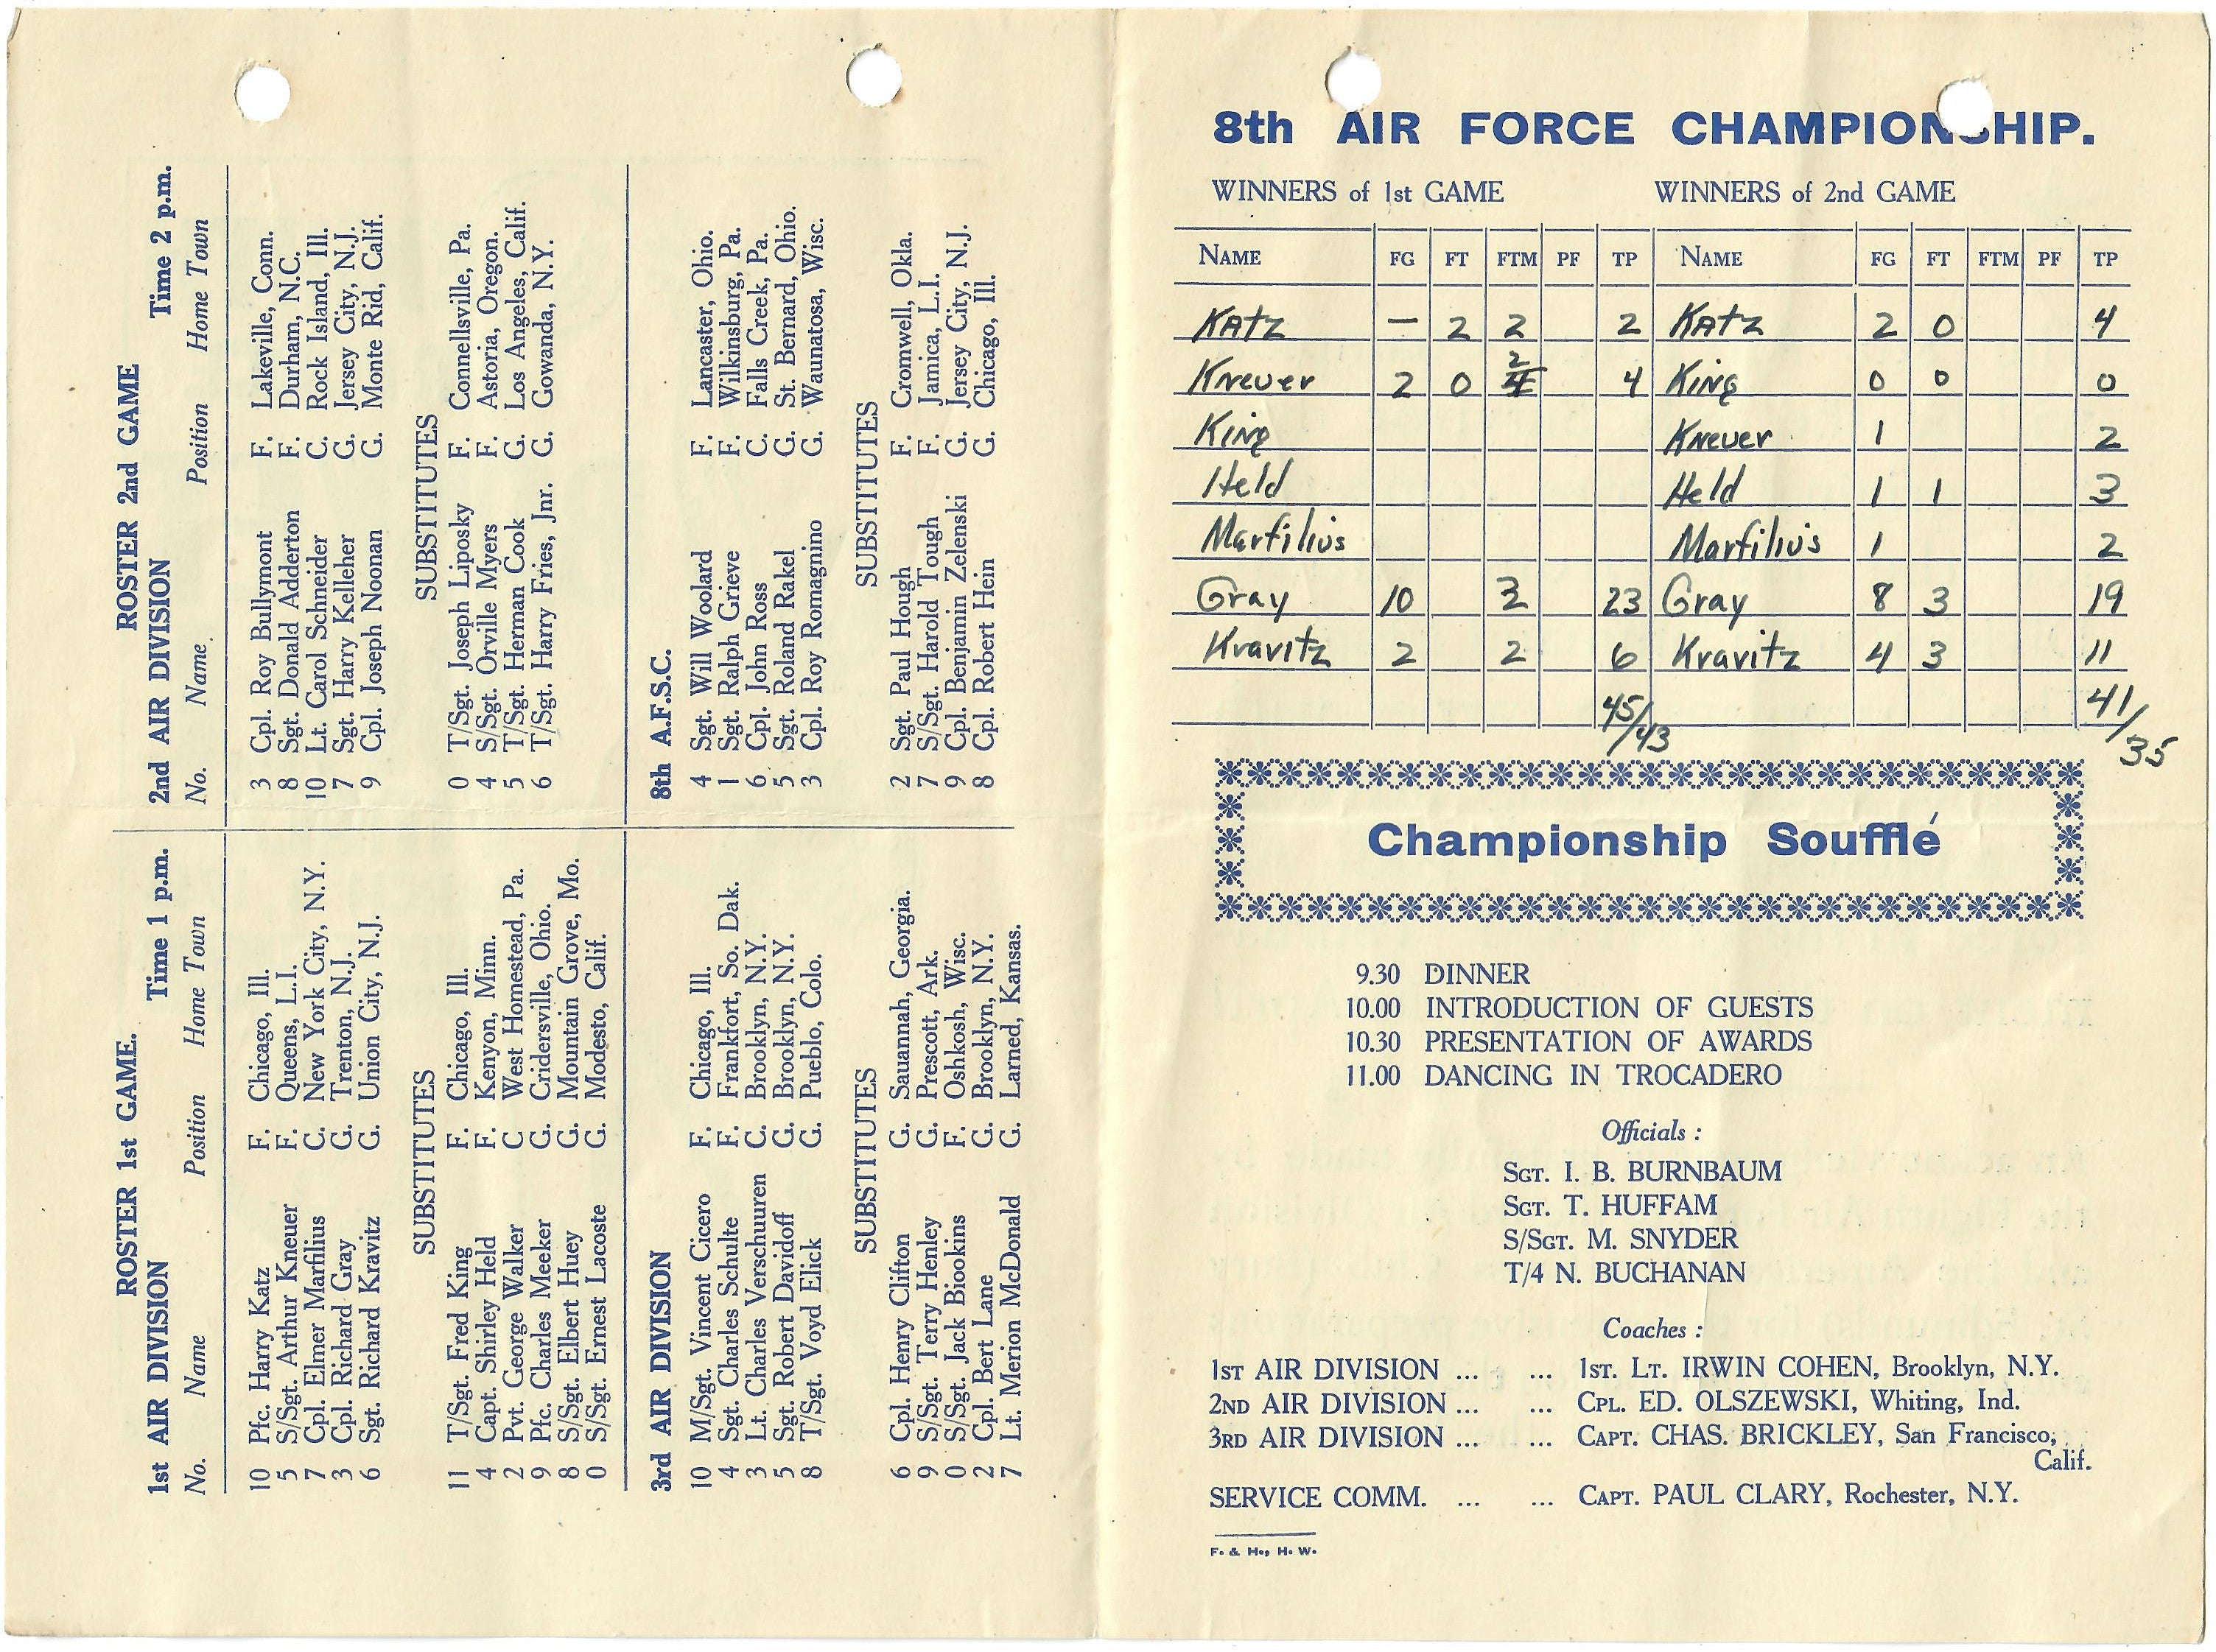 ROSTER 1st GAME.
1st AIR DIVISION Time 1 p.m.
No. Name Position Home Town
10 Pfc. Harry Katz F. Chicago, Ill.
5 S/Sgt. Arthur Kneuer F. Queens, L.I.
7 Cpl. Elmer Marfilius C. New York City, N.Y.
3 Cpl. Richard Gray G. Trenton, N.J.
6 Sgt. Richard Kravitz G. Union City, N.J.
SUBSTITUTES
11 T/Sgt. Fred King F. Chicago, Ill.
4 Capt. Shirley Held F. Kenyon, Minn.
2 Pvt. George Walker C West Homestead, Pa.
9 Pfc. Charles Meeker G. Cridersville, Ohio.
8 S/Sgt. Elbert Huey G. Mountain Grove, Mo.
0 S/Sgt. Ernest Lacoste G. Modesto, Calif.
3rd AIR DIVISION
10 M/Sgt. Vincent Cicero F. Chicago, Ill.
4 Sgt. Charles Schulte F. Frankfort, So. Dak.
3 Lt. Charles Verschuuren C. Brooklyn, N.Y.
5 Sgt. Robert Davidoff G. Brooklyn, N.Y.
8 T/Sgt. Voyd Elick G. Pueblo, Colo.
SUBSTITUTES
6 Cpl. Henry Clifton G. Sauannah, Georgia.
9 S/Sgt. Terry Henley G. Prescott, Ark.
0 S/Sgt. Jack Biookins F. Oshkosh, Wisc.
2 Cpl. Bert Lane G. Brooklyn, N.Y.
7 Lt. Merion McDonald G. Larned, Kansas.
ROSTER 2nd GAME
2nd AIR DIVISION Time 2 p.m.
No. Name Position Home Town
3 Cpl. Roy Bullymont F. Lakeville, Conn.
8 Sgt. Donald Adderton F. Durham, N.C.
10 Lt. Carol Schneider C. Rock Island, Ill.
7 Sgt. Harry Kelleher G. Jersey City, N.J.
9 Cpl. Joseph Noonan G. Monte Rid, Calif.
SUBSTITUTES
0 T/Sgt. Joseph Liposky F. Connellsville, Pa.
4 S/Sgt. Orville Myers F. Astoria, Oregon.
5 T/Sgt. Herman Cook G. Los Angeles, Calif.
6 T/Sgt. Harry Fries, Jnr. G. Gowanda, N.Y.
8th A.F.S.C.
4 Sgt. Will Woolard F. Lancaster, Ohio.
1 Sgt. Ralph Grieve F. Wilkinsburg, Pa.
6 Cpl. John Ross C. Falls Creek, Pa.
5 Sgt. Roland Rakel G. St. Bernard, Ohio.
3 Cpl. Roy Romagnino G. Waunatosa, Wisc.
SUBSTITUTES
2 Sgt. Paul Hough F. Cromwell, Okla.
7 S/Sgt. Harold Tough F. Jamica, L.I.
9 Cpl. Benjamin Zelenski G. Jersey City, N.J.
8 Cpl. Robert Hein G. Chicago, Ill.
8th AIR FORCE CHAMPIONSHIP.
WINNERS of 1st GAME WINNERS of 2nd GAME
NAME FG FT FTM PF TP NAME FG FT FTM PF TP
Katz — 2 2 2 Katz 2 0 4
Kneuer 2 0 2 4 King 0 0 0
King Kneuer 1 2
Held Held 1 1 3
Marfilius Marfilius 1 2
Gray 10 3 23 Gray 8 3 19
Kravitz 2 2 6 Kravitz 4 3 11
45/43 41/35
Championship Soufflé
9.30 DINNER
10.00 INTRODUCTION OF GUESTS
10.30 PRESENTATION OF AWARDS
11.00 DANCING IN TROCADERO
Officials :
SGT. I. B. BURNBAUM
SGT. T. HUFFAM
S/SGT. M. SNYDER
T/4 N. BUCHANAN
Coaches :
1ST AIR DIVISION ... ... 1ST. LT. IRWIN COHEN, Brooklyn, N.Y.
2ND AIR DIVISION ... ... CPL. ED. OLSZEWSKI, Whiting, Ind.
3RD AIR DIVISION ... ... CAPT. CHAS. BRICKLEY, San Francisco,
Calif.
SERVICE COMM. ... ... CAPT. PAUL CLARY, Rochester, N.Y.
F. & H., H. W.